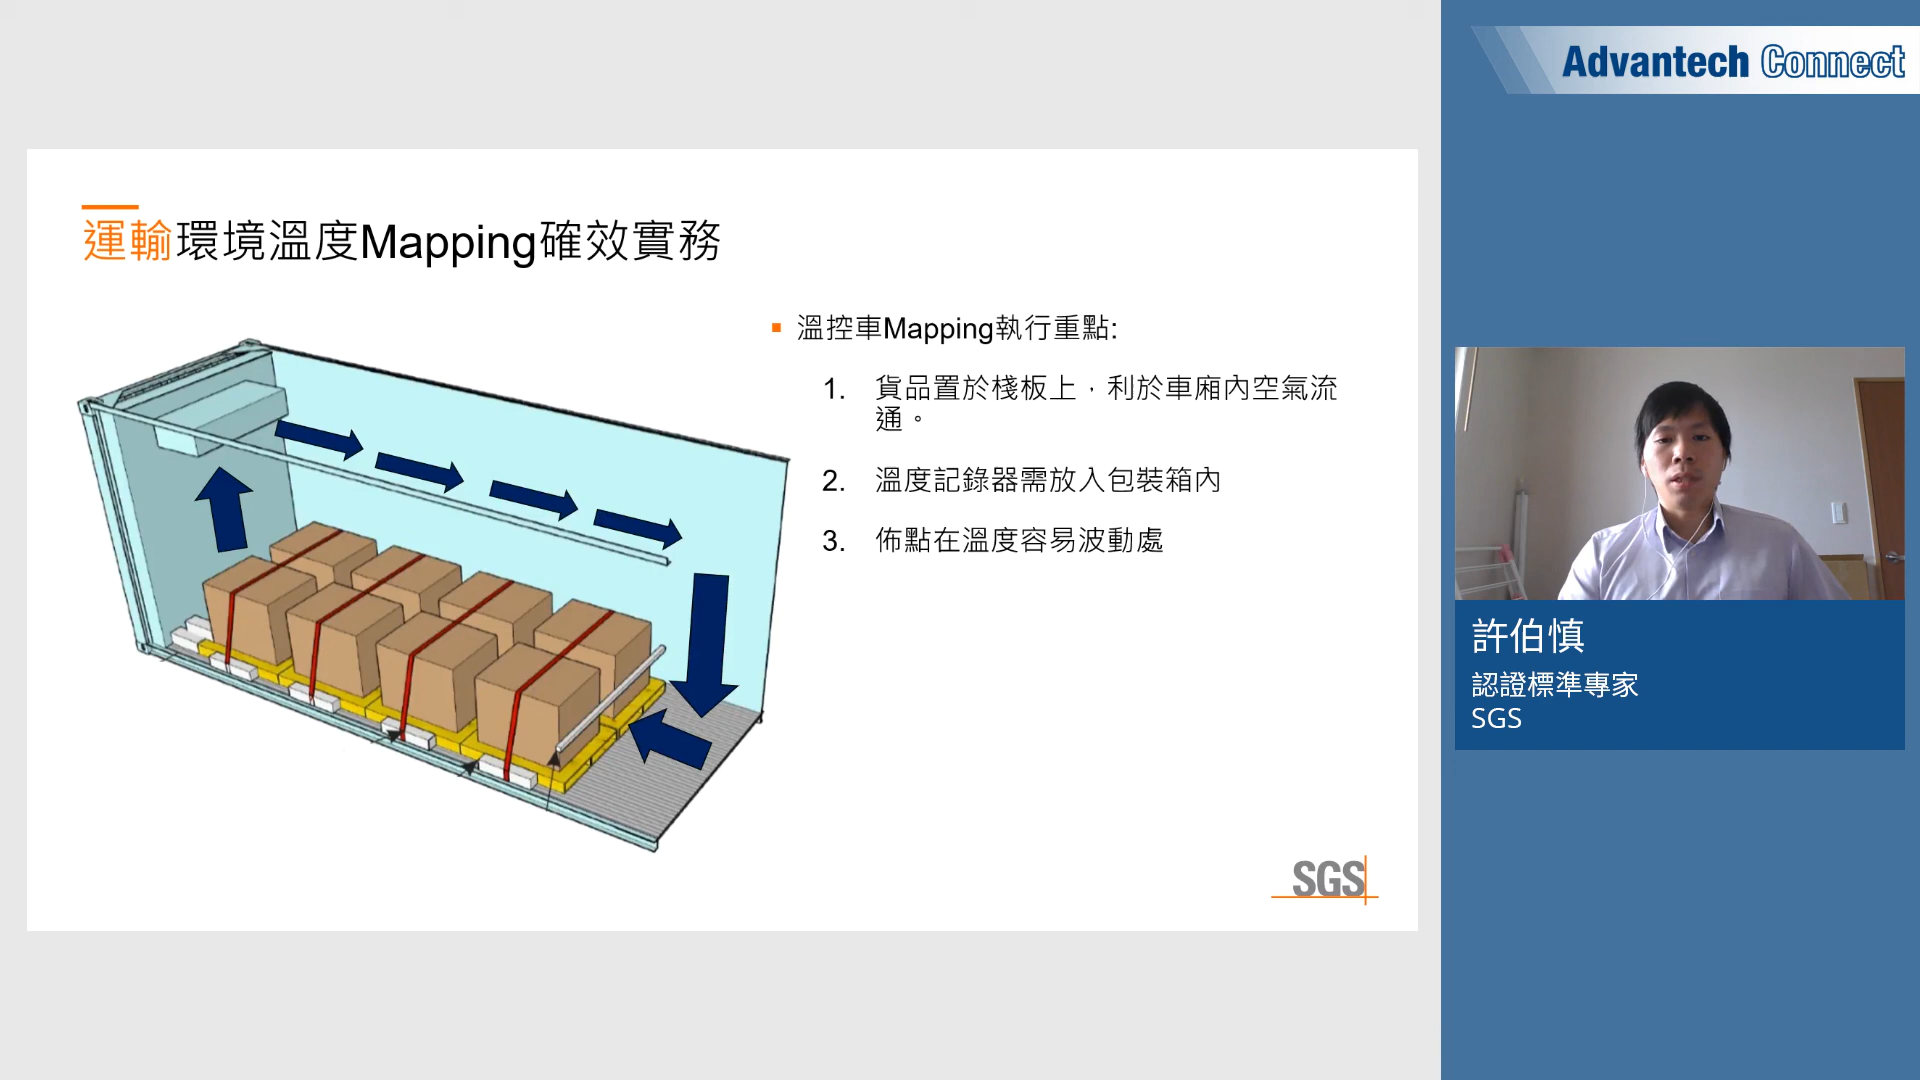 運輸環境溫度Mapping確效實務
▪ 溫控車Mapping執行重點:
1. 貨品置於棧板上，利於車廂內空氣流
通。
2. 溫度記錄器需放入包裝箱內
3. 佈點在溫度容易波動處
SGS
Advantech Connect
許伯慎
認證標準專家
SGS